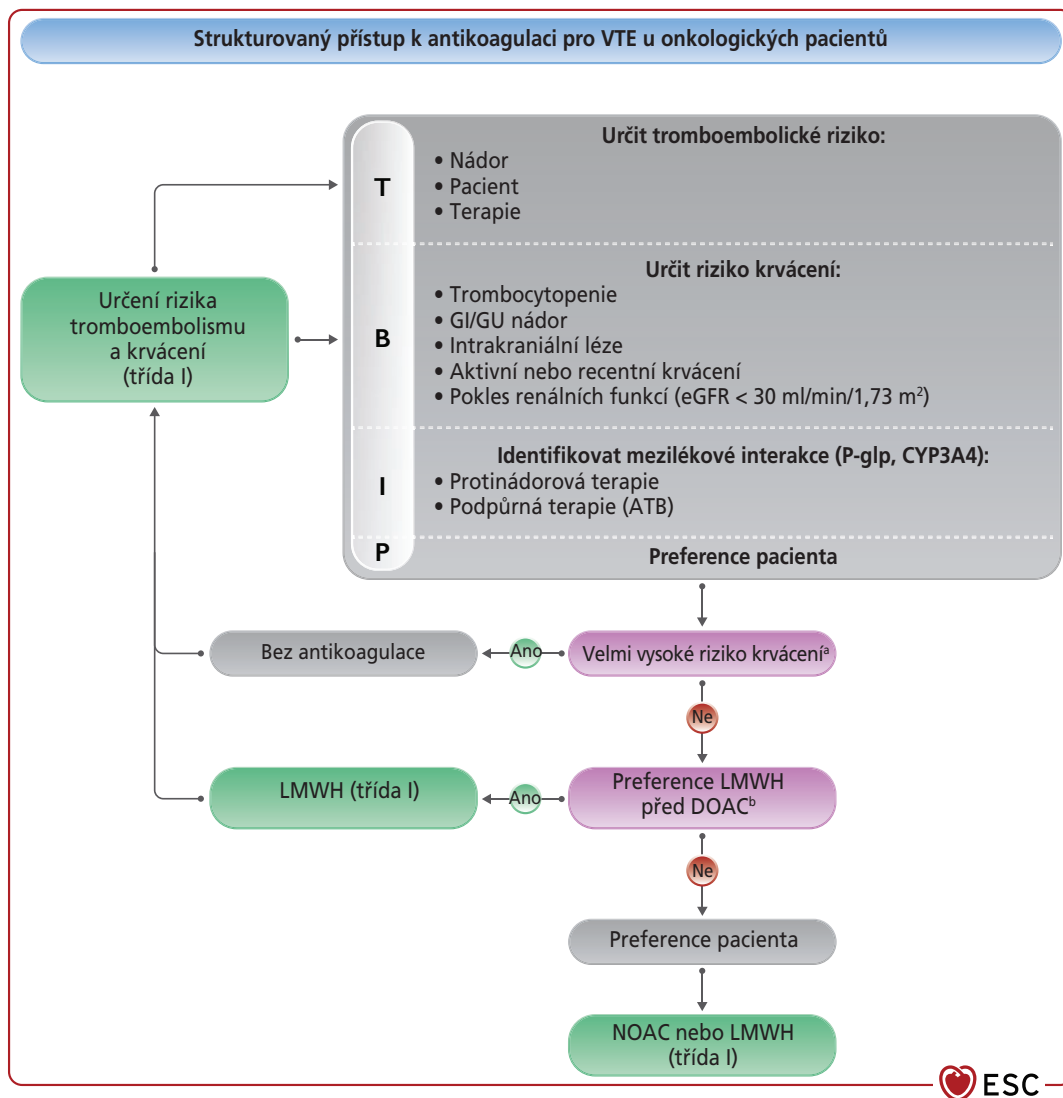 Strukturovaný přístup k antikoagulaci pro VTE u onkologických pacientů
T
Určit tromboembolické riziko:
• Nádor
• Pacient
• Terapie
B
Určit riziko krvácení:
• Trombocytopenie
• GI/GU nádor
• Intrakraniální léze
• Aktivní nebo recentní krvácení
• Pokles renálních funkcí (eGFR < 30 ml/min/1,73 m²)
I
Identifikovat mezilékové interakce (P-glp, CYP3A4):
• Protinádorová terapie
• Podpůrná terapie (ATB)
P
Preference pacienta
Určení rizika
tromboembolismu
a krvácení
(třída I)
Velmi vysoké riziko krváceníᵃ
Ano
Bez antikoagulace
Ne
Preference LMWH
před DOACᵇ
Ano
LMWH (třída I)
Ne
Preference pacienta
NOAC nebo LMWH
(třída I)
ESC